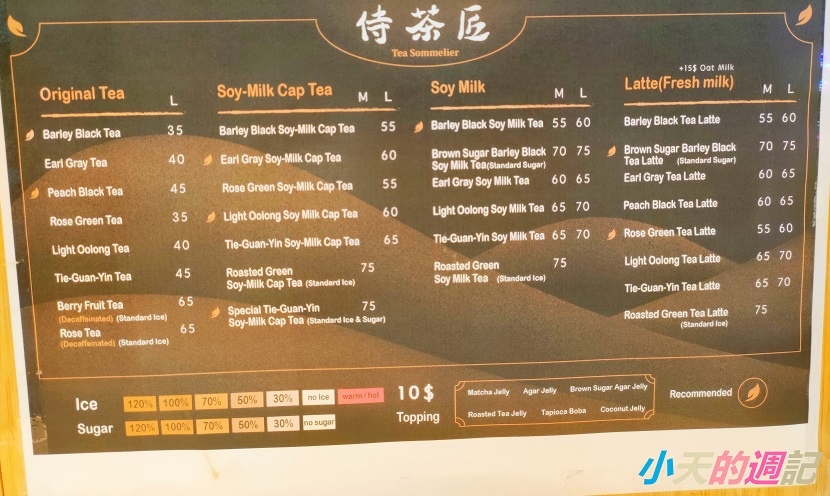 侍茶匠
Tea Sommelier
Original Tea L
Barley Black Tea 35
Earl Gray Tea 40
Peach Black Tea 45
Rose Green Tea 35
Light Oolong Tea 40
Tie-Guan-Yin Tea 45
Berry Fruit Tea 65
(Decaffeinated) (Standard Ice)
Rose Tea 65
(Decaffeinated) (Standard Ice)
Soy-Milk Cap Tea M L
Barley Black Soy-Milk Cap Tea 55
Earl Gray Soy-Milk Cap Tea 60
Rose Green Soy-Milk Cap Tea 55
Light Oolong Soy Milk Cap Tea 60
Tie-Guan-Yin Soy-Milk Cap Tea 65
Roasted Green 75
Soy-Milk Cap Tea (Standard Ice)
Special Tie-Guan-Yin 75
Soy-Milk Cap Tea (Standard Ice & Sugar)
Soy Milk M L
Barley Black Soy Milk Tea 55 60
Brown Sugar Barley Black 70 75
Soy Milk Tea (Standard Sugar)
Earl Gray Soy Milk Tea 60 65
Light Oolong Soy Milk Tea 65 70
Tie-Guan-Yin Soy Milk Tea 65 70
Roasted Green 75
Soy Milk Tea (Standard Ice)
+15$ Oat Milk
Latte(Fresh milk) M L
Barley Black Tea Latte 55 60
Brown Sugar Barley Black 70 75
Tea Latte (Standard Sugar)
Earl Gray Tea Latte 60 65
Peach Black Tea Latte 60 65
Rose Green Tea Latte 55 60
Light Oolong Tea Latte 65 70
Tie-Guan-Yin Tea Latte 65 70
Roasted Green Tea Latte 75
(Standard Ice)
Ice 120% 100% 70% 50% 30% no Ice warm / hot
Sugar 120% 100% 70% 50% 30% no sugar
10$
Topping
Matcha Jelly Agar Jelly Brown Sugar Agar Jelly
Roasted Tea Jelly Tapioca Boba Coconut Jelly
Recommended
小天的週記